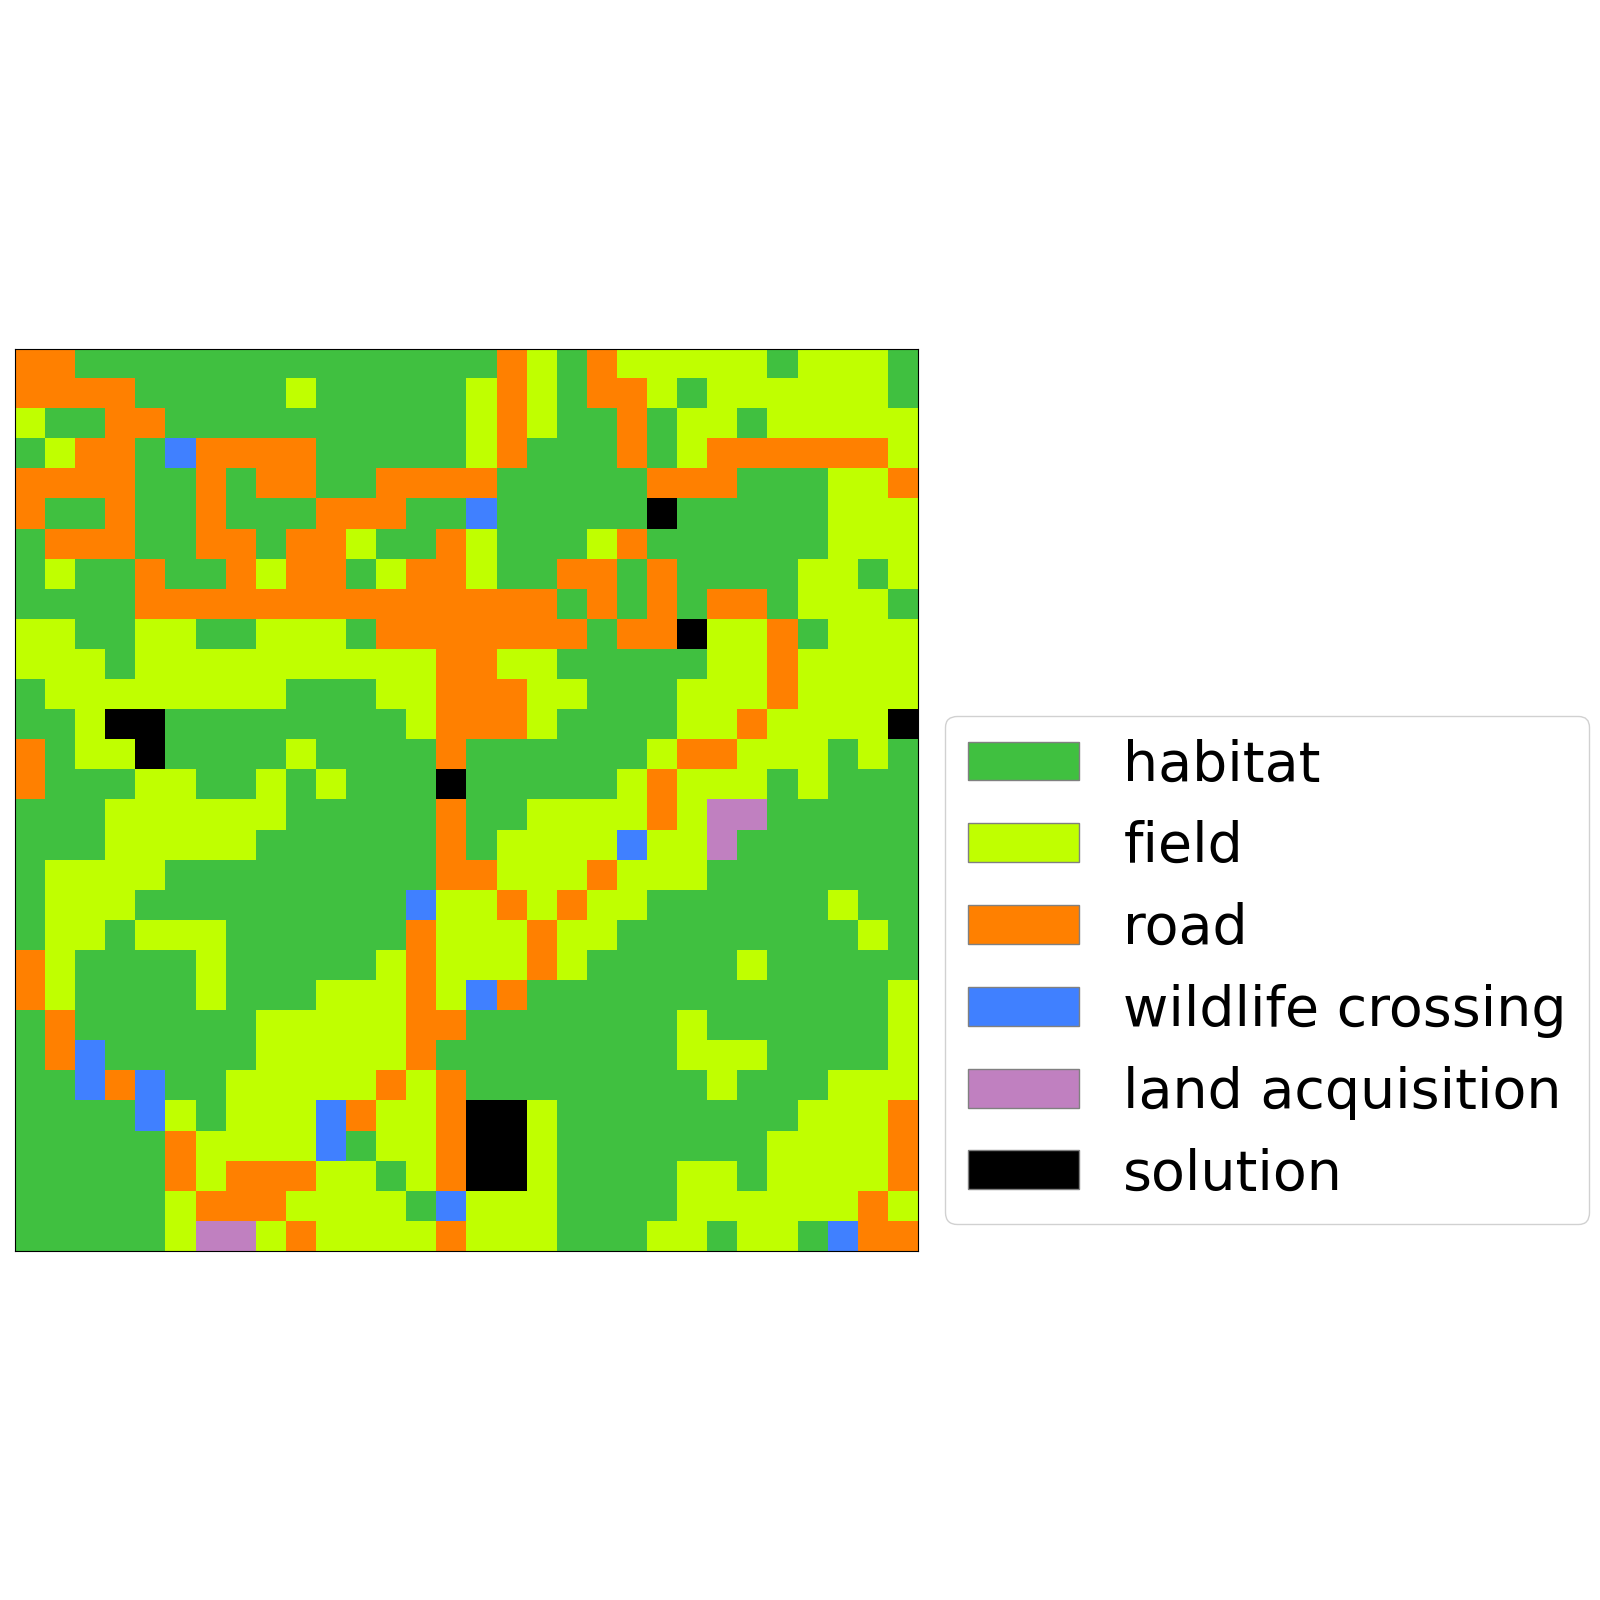 habitat
field
road
wildlife crossing
land acquisition
solution